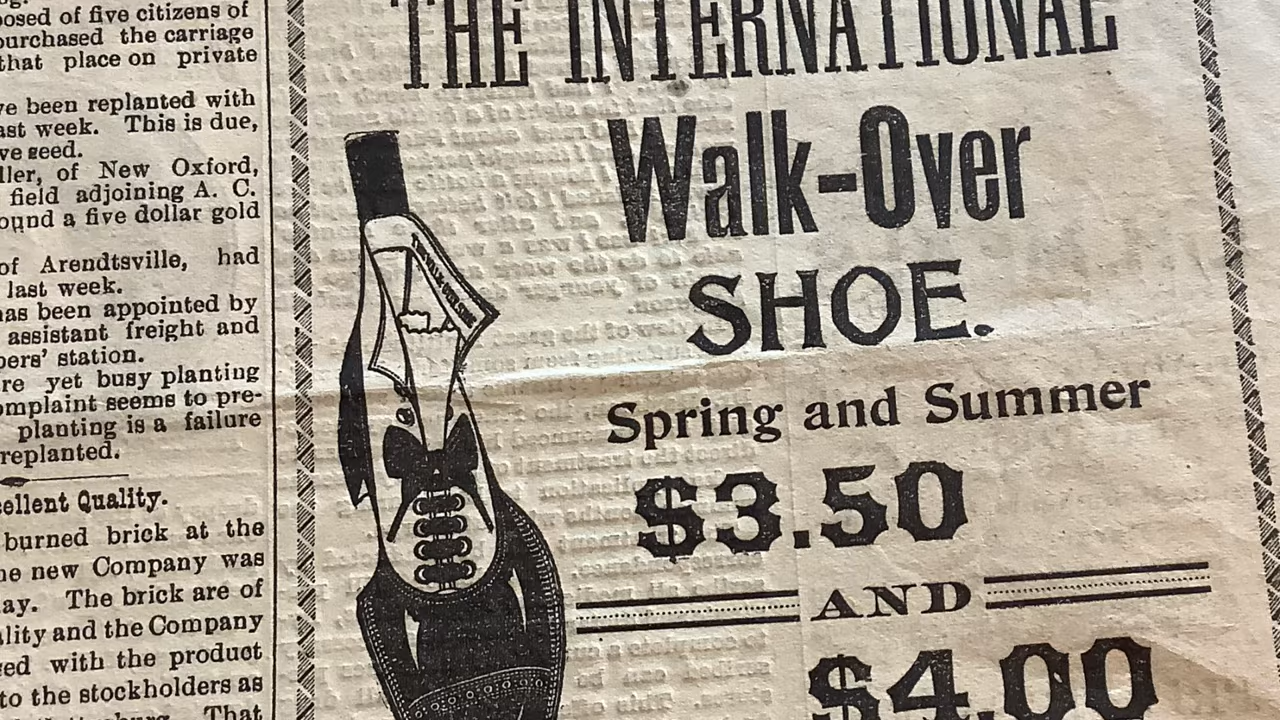 posed of five citizens of
purchased the carriage
that place on private
ve been replanted with
ast week. This is due,
ve seed.
ller, of New Oxford,
field adjoining A. C.
ound a five dollar gold
of Arendtsville, had
last week.
has been appointed by
assistant freight and
pers' station.
re yet busy planting
omplaint seems to pre-
planting is a failure
replanted.
cellent Quality.
burned brick at the
he new Company was
ay. The brick are of
lity and the Company
ed with the product
to the stockholders as
That
THE INTERNATIONAL
Walk-Over
SHOE.
Spring and Summer
$3.50
AND
$4.00